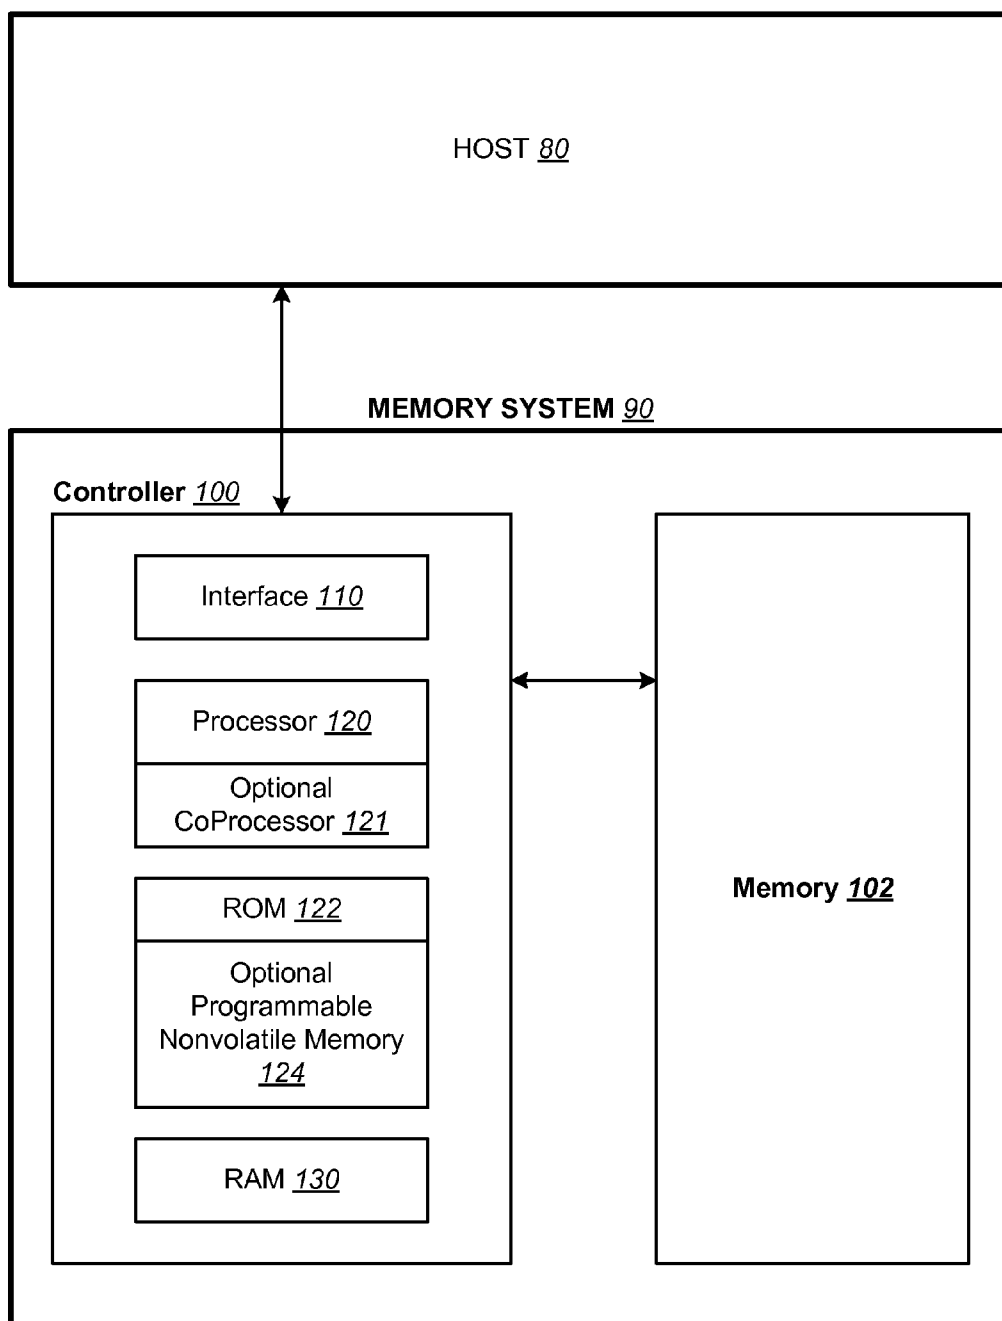 HOST 80
MEMORY SYSTEM 90
Controller 100
Interface 110
Processor 120
Optional
CoProcessor 121
ROM 122
Optional
Programmable
Nonvolatile Memory
124
RAM 130
Memory 102